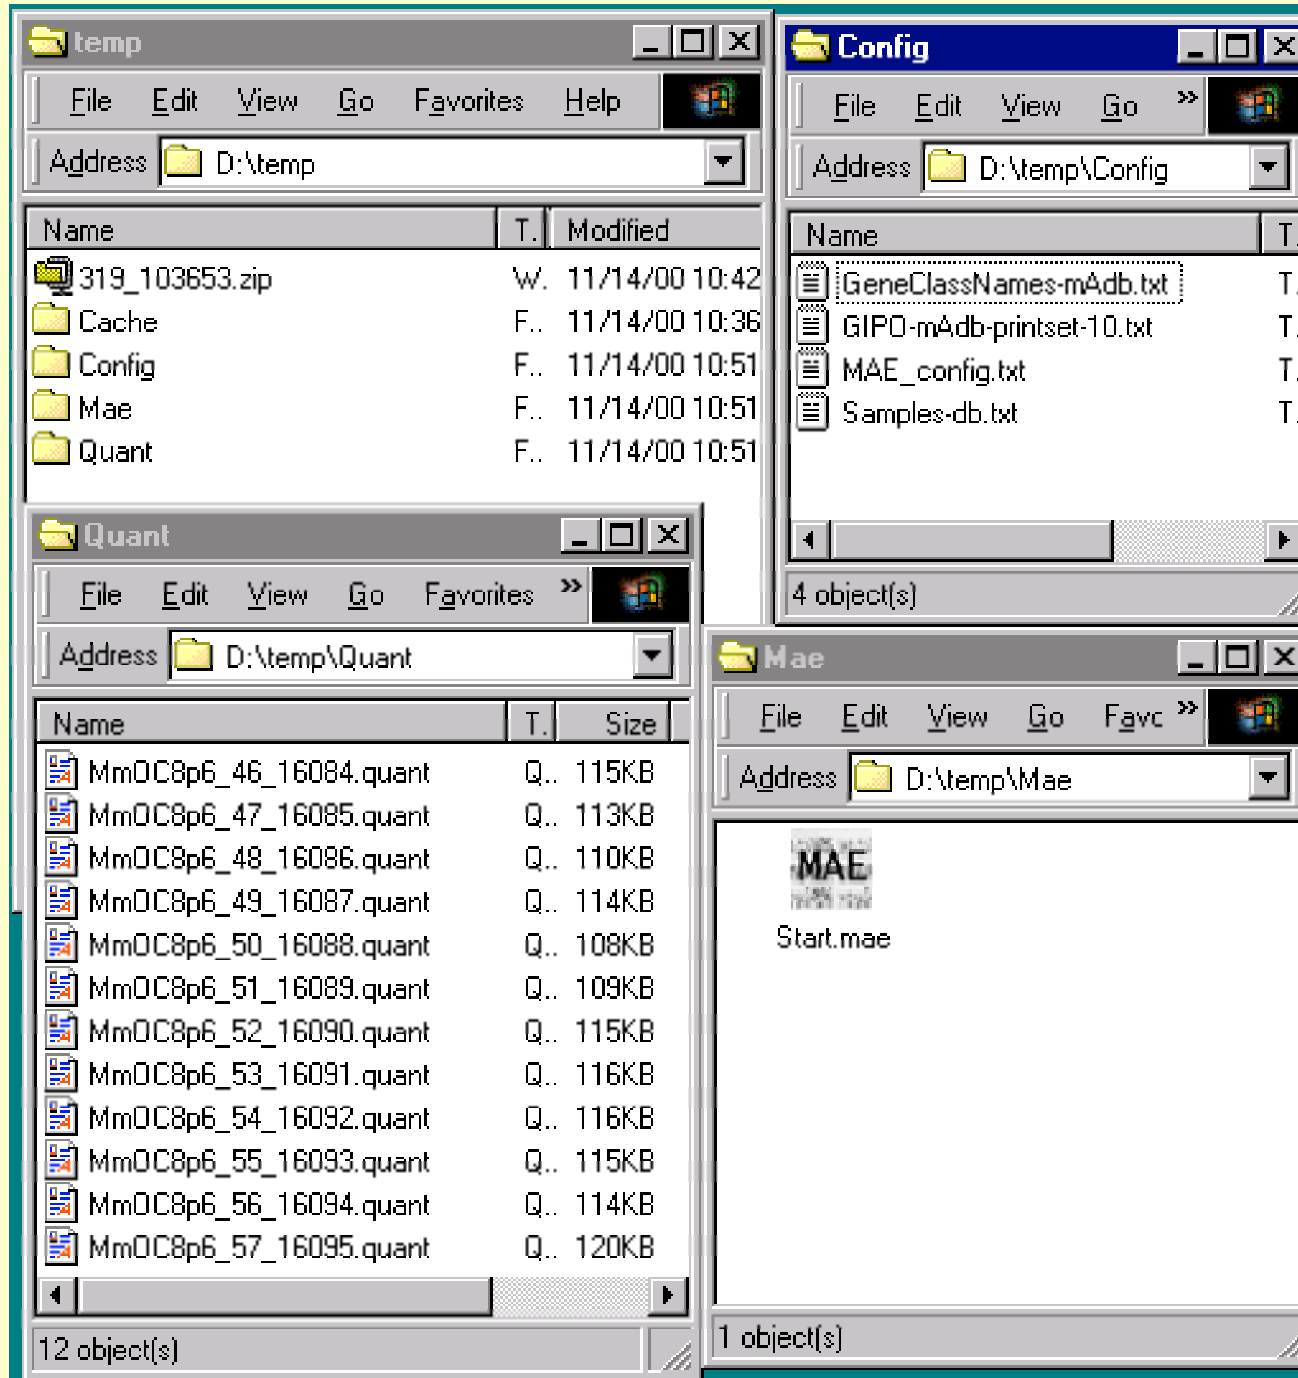 temp
File Edit View Go Favorites Help
Address D:\temp
Name T. Modified
319_103653.zip W. 11/14/00 10:42
Cache F.. 11/14/00 10:36
Config F.. 11/14/00 10:51
Mae F.. 11/14/00 10:51
Quant F.. 11/14/00 10:51
Config
File Edit View Go »
Address D:\temp\Config
Name T.
GeneClassNames-mAdb.txt T.
GIPO-mAdb-printset-10.txt T.
MAE_config.txt T.
Samples-db.txt T.
4 object(s)
Quant
File Edit View Go Favorites »
Address D:\temp\Quant
Name T. Size
MmOC8p6_46_16084.quant Q.. 115KB
MmOC8p6_47_16085.quant Q.. 113KB
MmOC8p6_48_16086.quant Q.. 110KB
MmOC8p6_49_16087.quant Q.. 114KB
MmOC8p6_50_16088.quant Q.. 108KB
MmOC8p6_51_16089.quant Q.. 109KB
MmOC8p6_52_16090.quant Q.. 115KB
MmOC8p6_53_16091.quant Q.. 116KB
MmOC8p6_54_16092.quant Q.. 116KB
MmOC8p6_55_16093.quant Q.. 115KB
MmOC8p6_56_16094.quant Q.. 114KB
MmOC8p6_57_16095.quant Q.. 120KB
12 object(s)
Mae
File Edit View Go Favc »
Address D:\temp\Mae
MAE
Start.mae
1 object(s)